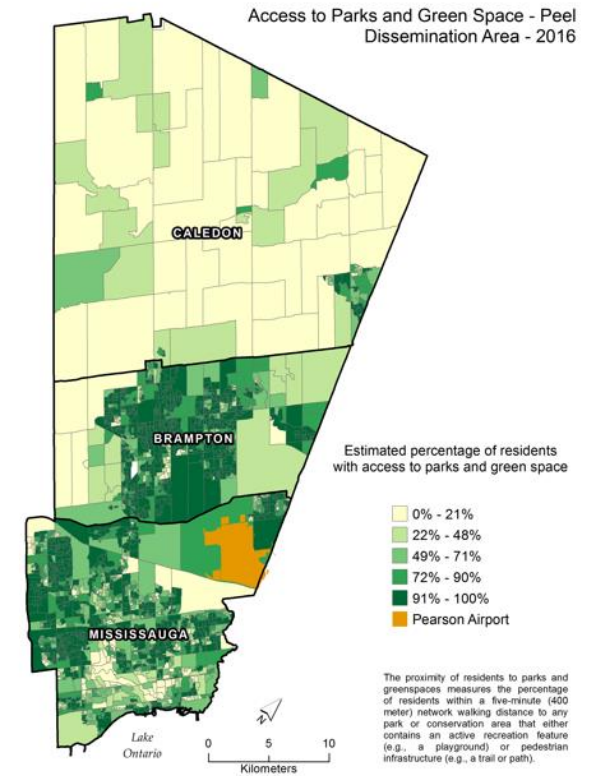 Access to Parks and Green Space - Peel
Dissemination Area - 2016
CALEDON
BRAMPTON
Estimated percentage of residents
with access to parks and green space
0% - 21%
22% - 48%
49% - 71%
72% - 90%
91% - 100%
Pearson Airport
MISSISSAUGA
The proximity of residents to parks and
greenspaces measures the percentage
of residents within a five-minute (400
meter) network walking distance to any
park or conservation area that either
contains an active recreation feature
(e.g., a playground) or pedestrian
infrastructure (e.g., a trail or path).
Lake
Ontario
N
0 5 10
Kilometers